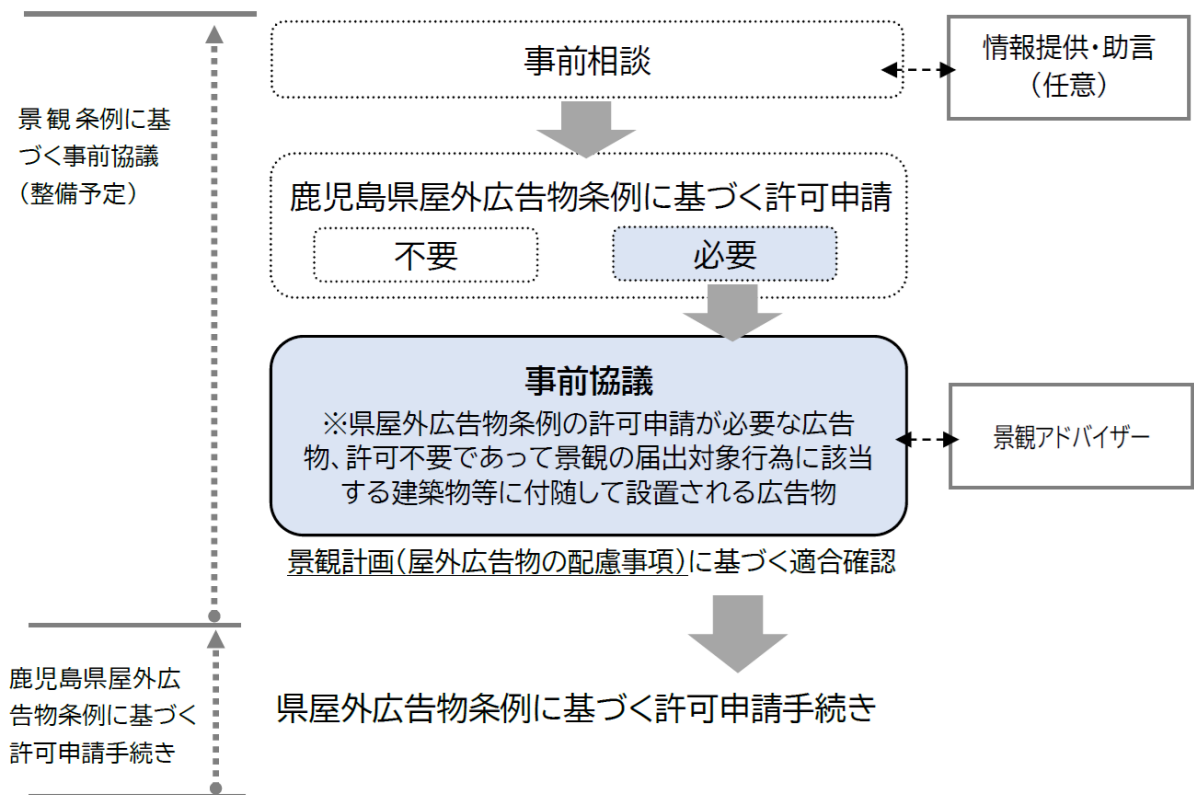 事前相談
情報提供・助言
（任意）
景観条例に基
づく事前協議
（整備予定）
鹿児島県屋外広告物条例に基づく許可申請
不要
必要
事前協議
※県屋外広告物条例の許可申請が必要な広告
物、許可不要であって景観の届出対象行為に該当
する建築物等に付随して設置される広告物
景観アドバイザー
景観計画（屋外広告物の配慮事項）に基づく適合確認
鹿児島県屋外広
告物条例に基づく
許可申請手続き
県屋外広告物条例に基づく許可申請手続き